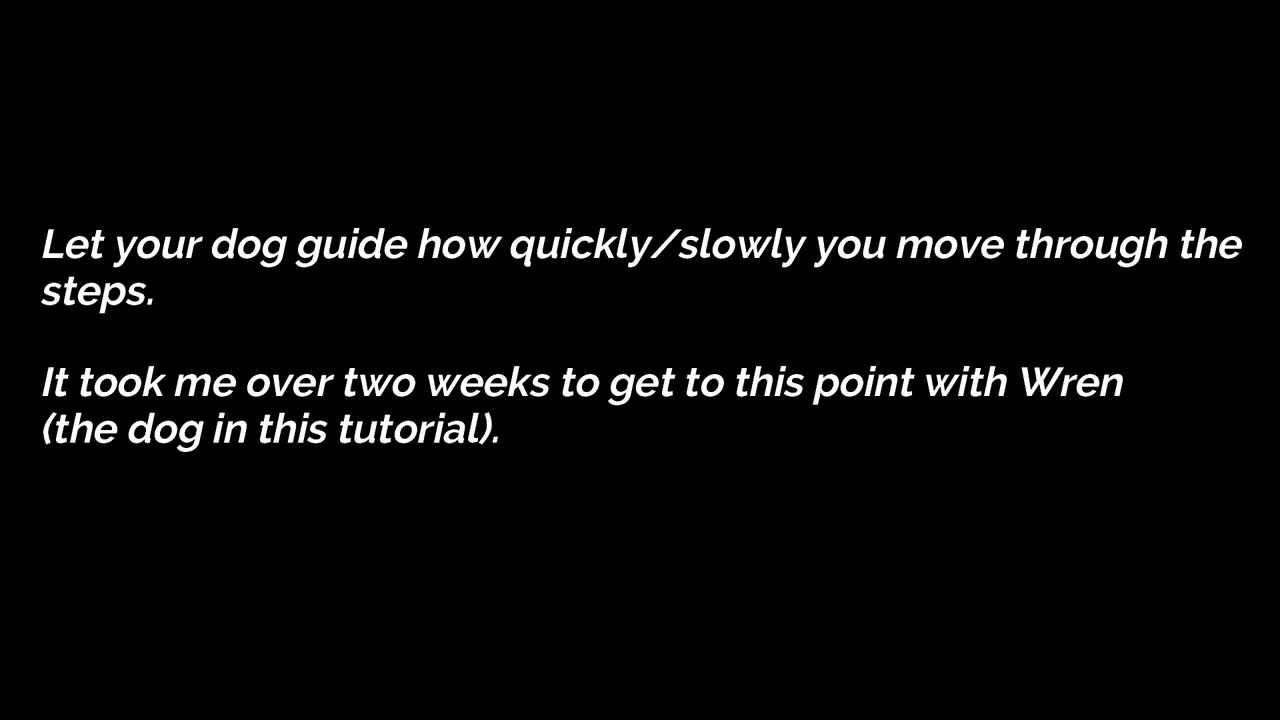 Let your dog guide how quickly/slowly you move through the
steps.
It took me over two weeks to get to this point with Wren
(the dog in this tutorial).